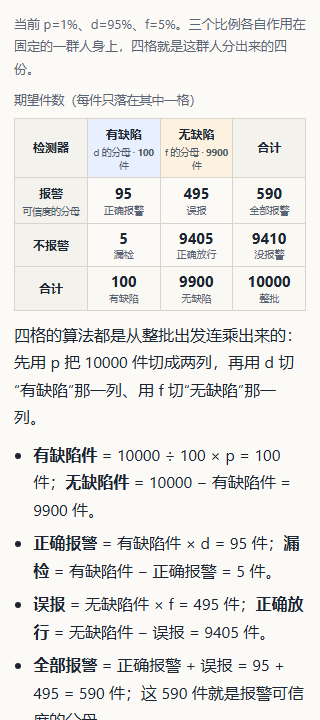 当前 p=1%、d=95%、f=5%。三个比例各自作用在
固定的一群人身上，四格就是这群人分出来的四
份。
期望件数（每件只落在其中一格）
检测器 有缺陷 d 的分母 · 100 件 无缺陷 f 的分母 · 9900 件 合计
报警 可信度的分母 95 正确报警 495 误报 590 全部报警
不报警 5 漏检 9405 正确放行 9410 没报警
合计 100 有缺陷 9900 无缺陷 10000 整批
四格的算法都是从整批出发连乘出来的：
先用 p 把 10000 件切成两列，再用 d 切
“有缺陷”那一列、用 f 切“无缺陷”那一
列。
• 有缺陷件 = 10000 ÷ 100 × p = 100
件；无缺陷件 = 10000 − 有缺陷件 =
9900 件。
• 正确报警 = 有缺陷件 × d = 95 件；漏
检 = 有缺陷件 − 正确报警 = 5 件。
• 误报 = 无缺陷件 × f = 495 件；正确放
行 = 无缺陷件 − 误报 = 9405 件。
• 全部报警 = 正确报警 + 误报 = 95 +
495 = 590 件；这 590 件就是报警可信
度的分母